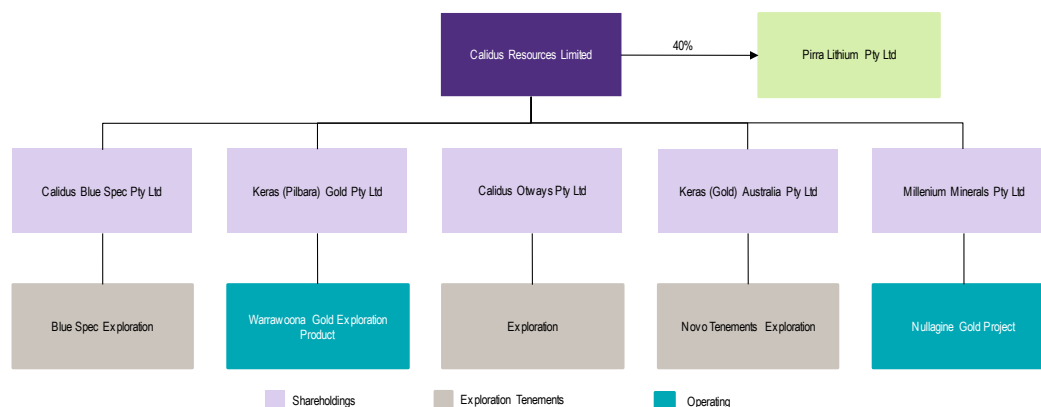 Calidus Resources Limited
40%
Pirra Lithium Pty Ltd
Calidus Blue Spec Pty Ltd
Keras (Pilbara) Gold Pty Ltd
Calidus Otways Pty Ltd
Keras (Gold) Australia Pty Ltd
Millenium Minerals Pty Ltd
Blue Spec Exploration
Warrawoona Gold Exploration
Product
Exploration
Novo Tenements Exploration
Nullagine Gold Project
Shareholdings
Exploration Tenements
Operating